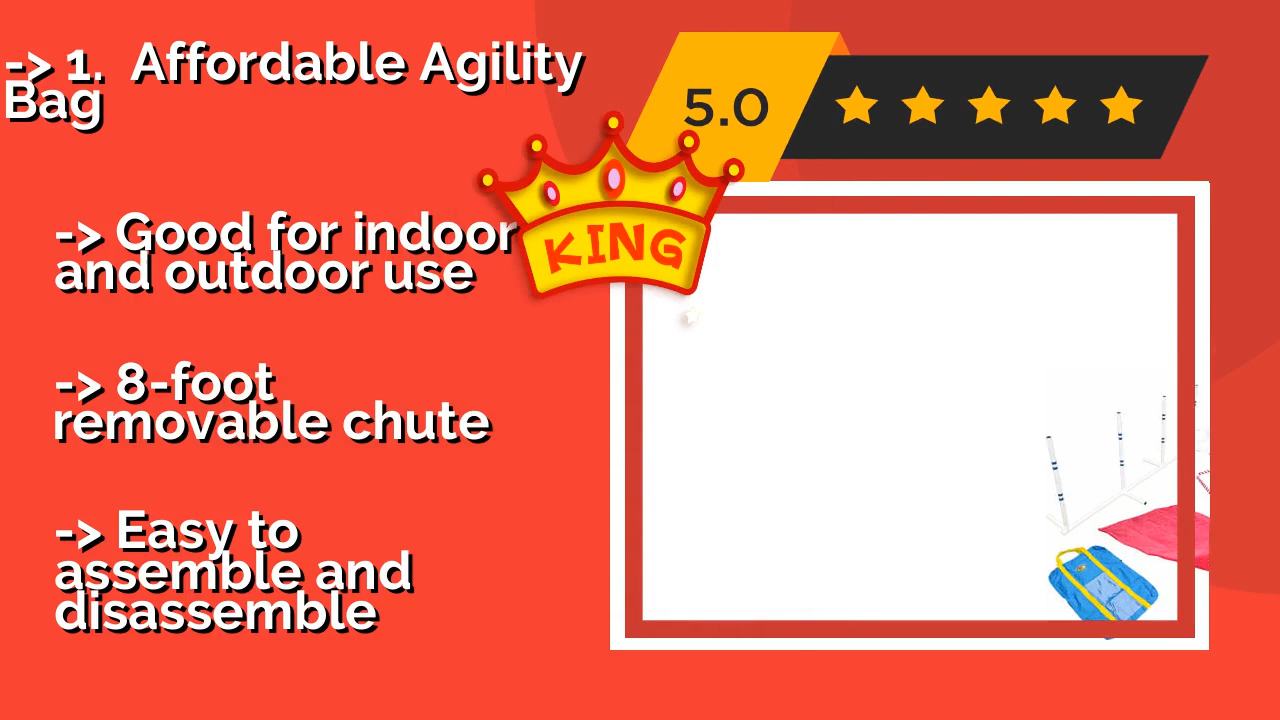 -> 1.  Affordable Agility
Bag
5.0
KING
-> Good for indoor
and outdoor use
-> 8-foot
removable chute
-> Easy to
assemble and
disassemble